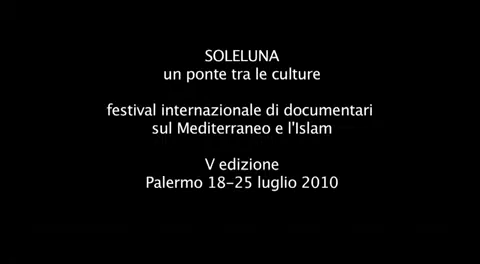 SOLELUNA
un ponte tra le culture
festival internazionale di documentari
sul Mediterraneo e l'Islam
V edizione
Palermo 18-25 luglio 2010